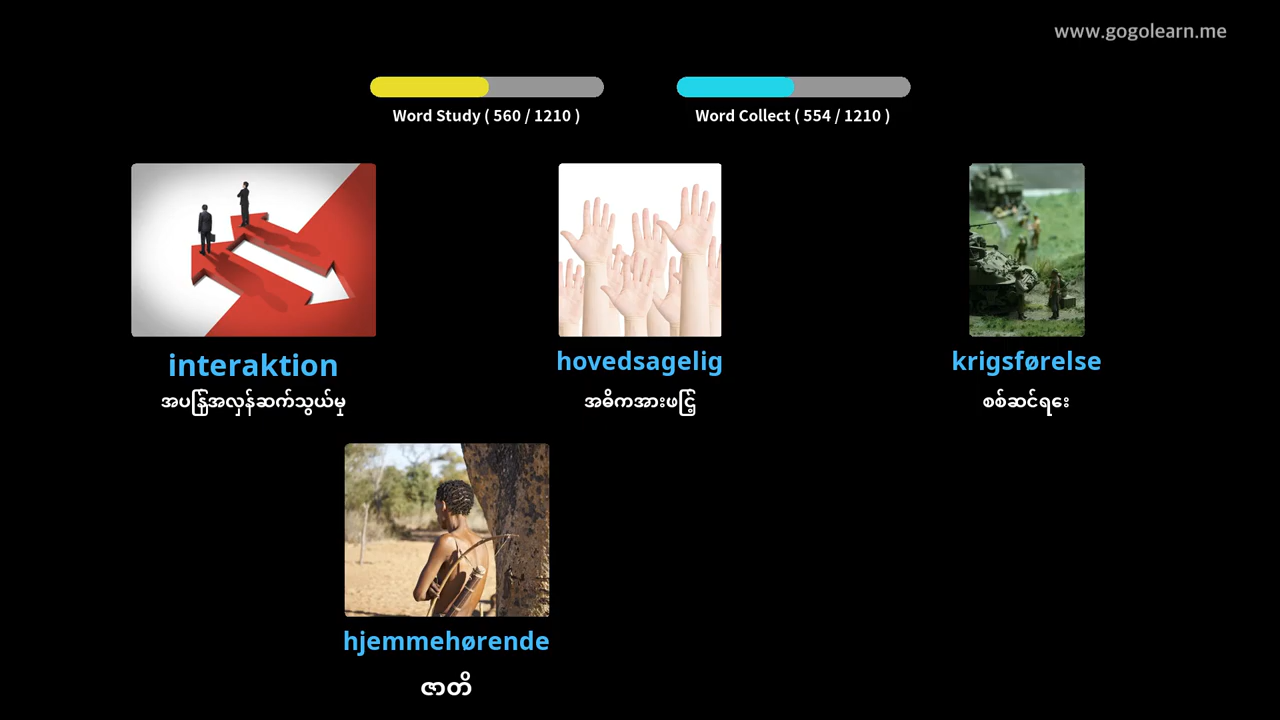 www.gogolearn.me
Word Study ( 560 / 1210 )
Word Collect ( 554 / 1210 )
interaktion
hovedsagelig
krigsførelse
အပြန်အလှန်ဆက်သွယ်မှု
အဓိကအားဖြင့်
စစ်ဆင်ရေး
hjemmehørende
ဇာတိ